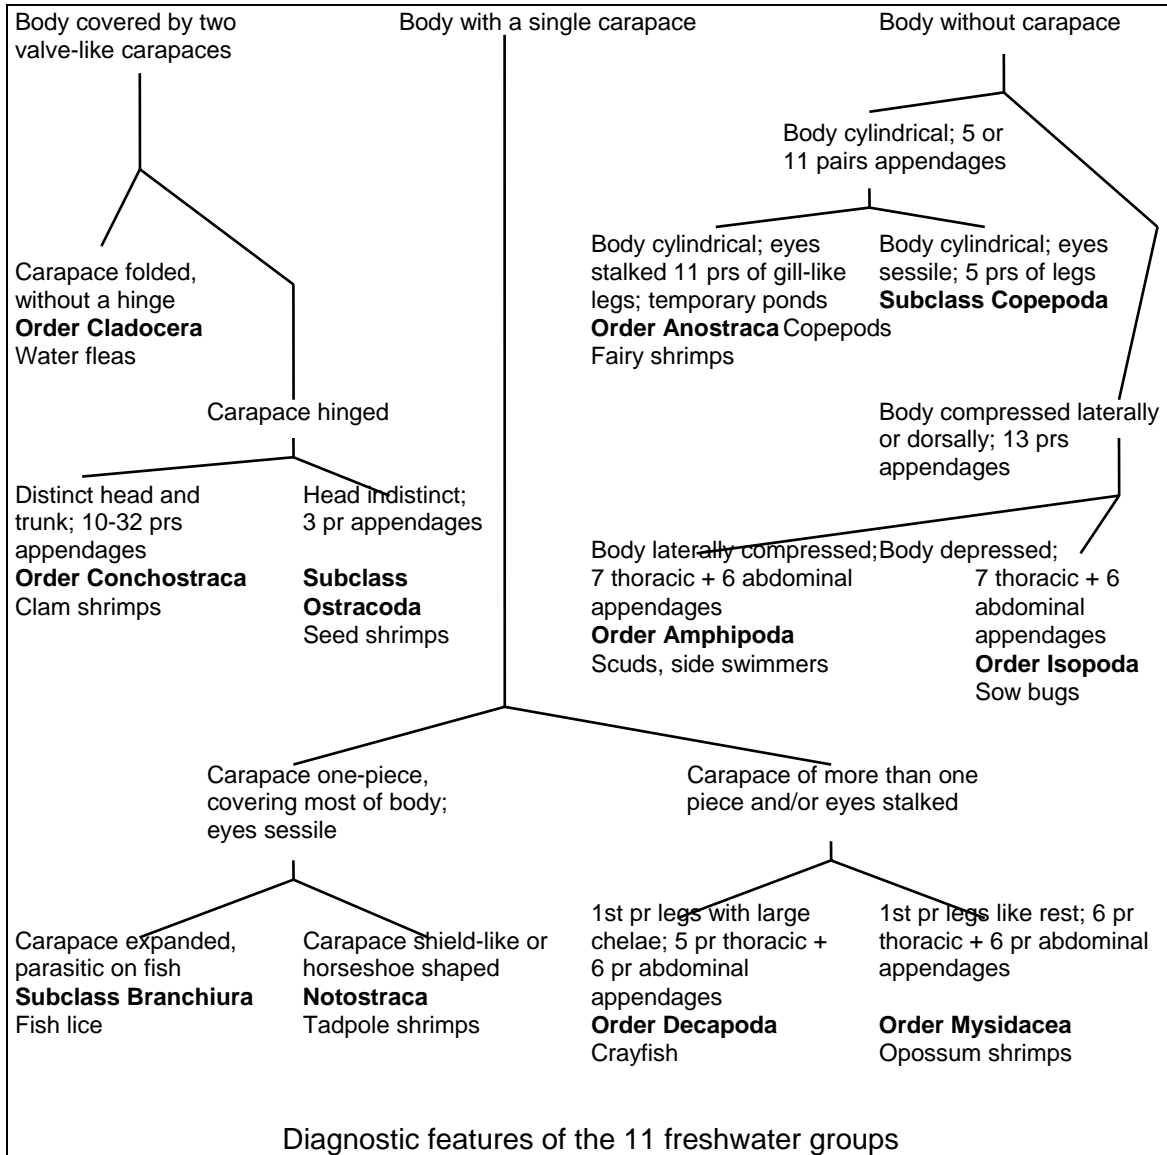 Body covered by two
valve-like carapaces
Body with a single carapace
Body without carapace
Body cylindrical; 5 or
11 pairs appendages
Carapace folded,
without a hinge
Order Cladocera
Water fleas
Body cylindrical; eyes
stalked 11 prs of gill-like
legs; temporary ponds
Order Anostraca Copepods
Fairy shrimps
Body cylindrical; eyes
sessile; 5 prs of legs
Subclass Copepoda
Carapace hinged
Body compressed laterally
or dorsally; 13 prs
appendages
Distinct head and
trunk; 10-32 prs
appendages
Order Conchostraca
Clam shrimps
Head indistinct;
3 pr appendages
Subclass
Ostracoda
Seed shrimps
Body laterally compressed;
7 thoracic + 6 abdominal
appendages
Order Amphipoda
Scuds, side swimmers
Body depressed;
7 thoracic + 6
abdominal
appendages
Order Isopoda
Sow bugs
Carapace one-piece,
covering most of body;
eyes sessile
Carapace of more than one
piece and/or eyes stalked
Carapace expanded,
parasitic on fish
Subclass Branchiura
Fish lice
Carapace shield-like or
horseshoe shaped
Notostraca
Tadpole shrimps
1st pr legs with large
chelae; 5 pr thoracic +
6 pr abdominal
appendages
Order Decapoda
Crayfish
1st pr legs like rest; 6 pr
thoracic + 6 pr abdominal
appendages
Order Mysidacea
Opossum shrimps
Diagnostic features of the 11 freshwater groups